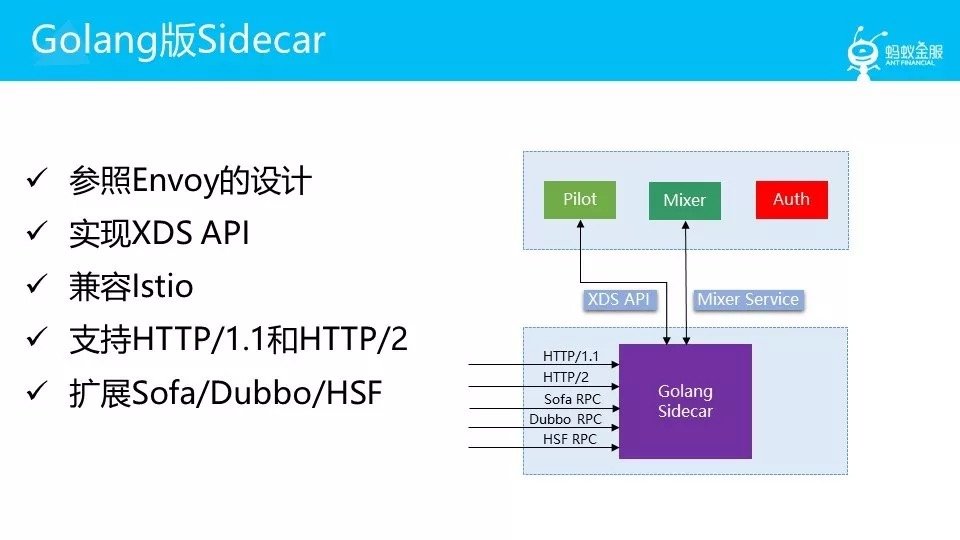 Golang版Sidecar
蚂蚁金服
ANT FINANCIAL
参照Envoy的设计
实现XDS API
兼容Istio
支持HTTP/1.1和HTTP/2
扩展Sofa/Dubbo/HSF
Pilot
Mixer
Auth
XDS API
Mixer Service
HTTP/1.1
HTTP/2
Sofa RPC
Dubbo RPC
HSF RPC
Golang
Sidecar